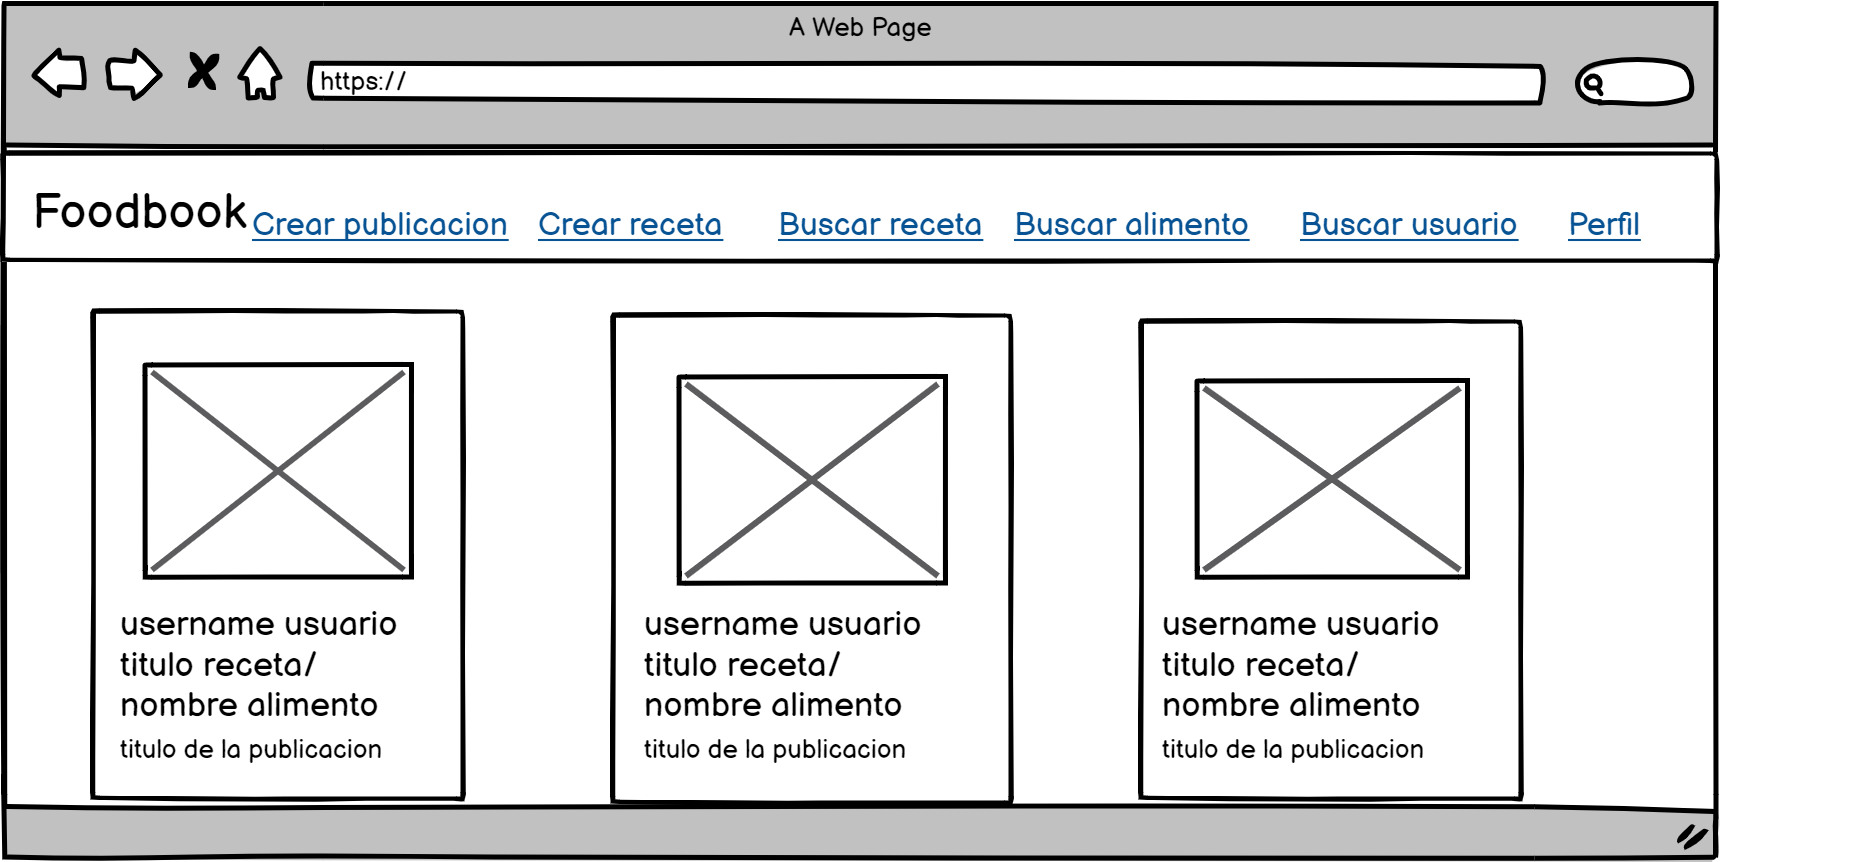 A Web Page
https://
Foodbook Crear publicacion Crear receta Buscar receta Buscar alimento Buscar usuario Perfil
username usuario
titulo receta/
nombre alimento
titulo de la publicacion
username usuario
titulo receta/
nombre alimento
titulo de la publicacion
username usuario
titulo receta/
nombre alimento
titulo de la publicacion